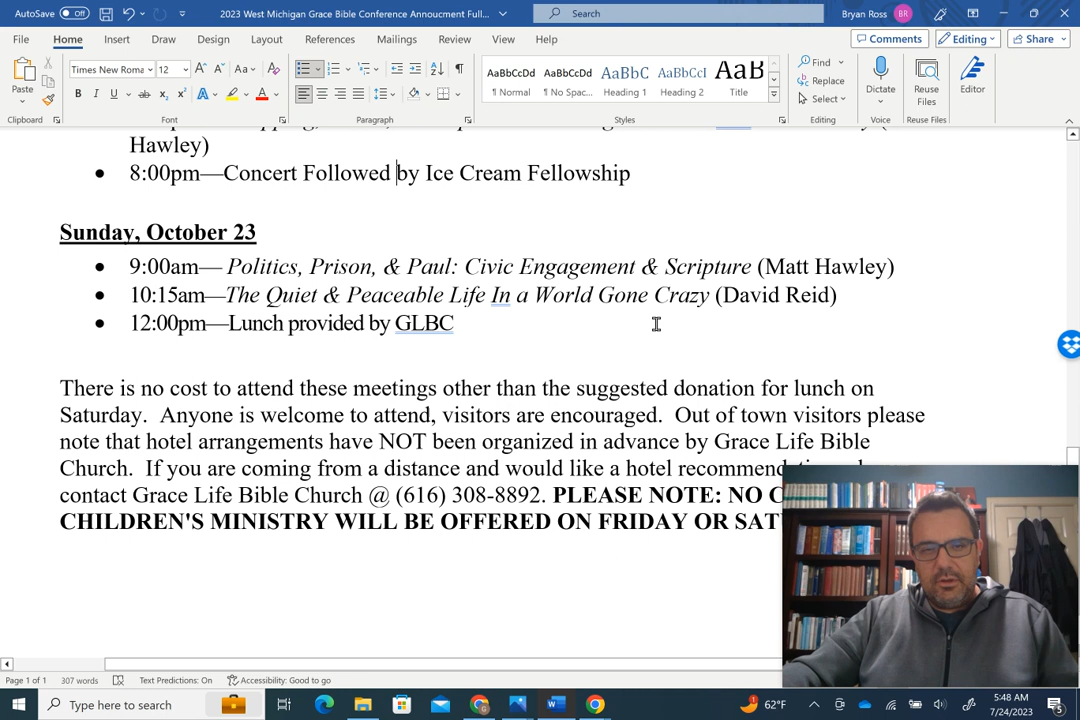 AutoSave Off 2023 West Michigan Grace Bible Conference Annoucment Full... Search Bryan Ross BR
File Home Insert Draw Design Layout References Mailings Review View Help Comments Editing Share
Times New Roma 12 Aa
AaBbCcDd AaBbCcDd AaBbC AaBbCcI AaB
Find
Replace
Select
Paste ¶ Normal ¶ No Spac... Heading 1 Heading 2 Title Dictate Reuse Files Editor
Clipboard Font Paragraph Styles Editing Voice Reuse Files
Hawley)
• 8:00pm—Concert Followed by Ice Cream Fellowship
Sunday, October 23
• 9:00am— Politics, Prison, & Paul: Civic Engagement & Scripture (Matt Hawley)
• 10:15am—The Quiet & Peaceable Life In a World Gone Crazy (David Reid)
• 12:00pm—Lunch provided by GLBC
There is no cost to attend these meetings other than the suggested donation for lunch on
Saturday. Anyone is welcome to attend, visitors are encouraged. Out of town visitors please
note that hotel arrangements have NOT been organized in advance by Grace Life Bible
Church. If you are coming from a distance and would like a hotel
contact Grace Life Bible Church @ (616) 308-8892. PLEASE NOTE: NO
CHILDREN'S MINISTRY WILL BE OFFERED ON FRIDAY OR
Page 1 of 1 307 words Text Predictions: On Accessibility: Good to go
Type here to search 62°F 5:48 AM
7/24/2023 5